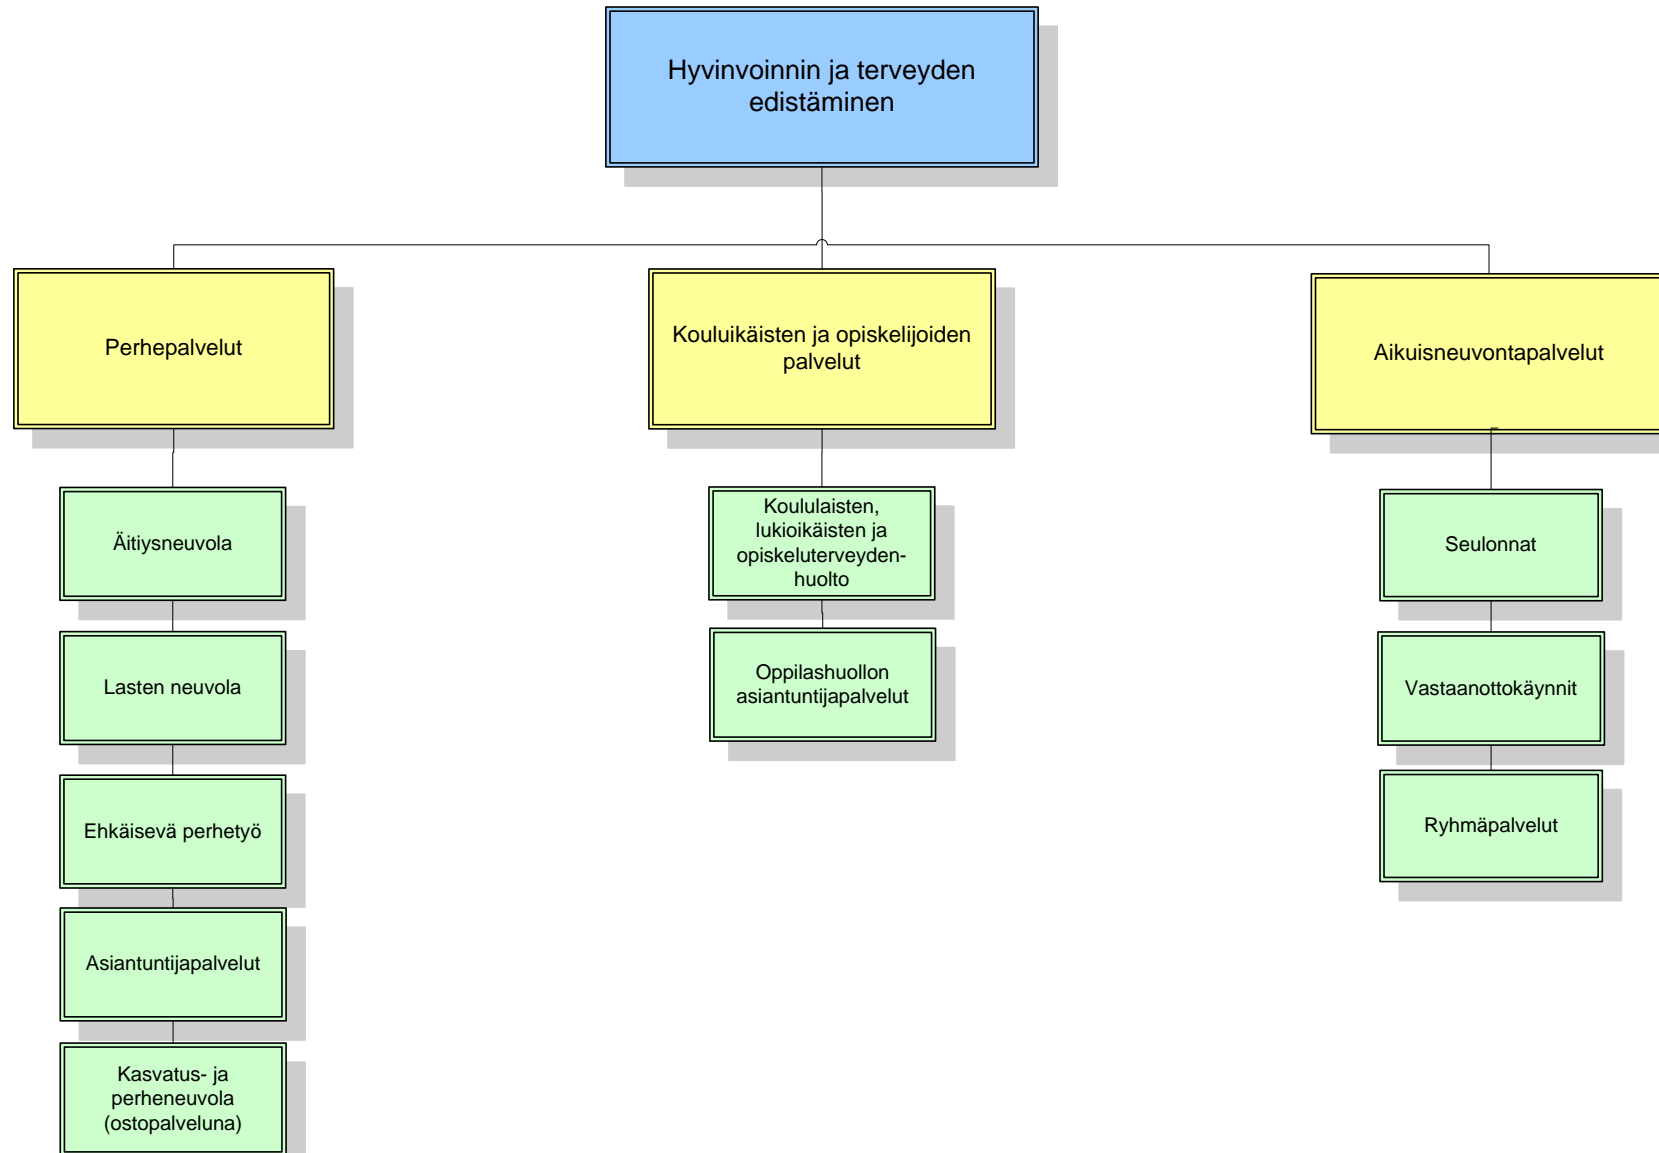 Hyvinvoinnin ja terveyden
edistäminen
Perhepalvelut
Kouluikäisten ja opiskelijoiden
palvelut
Aikuisneuvontapalvelut
Äitiysneuvola
Lasten neuvola
Ehkäisevä perhetyö
Asiantuntijapalvelut
Kasvatus- ja
perheneuvola
(ostopalveluna)
Koululaisten,
lukioikäisten ja
opiskeluterveyden-
huolto
Oppilashuollon
asiantuntijapalvelut
Seulonnat
Vastaanottokäynnit
Ryhmäpalvelut